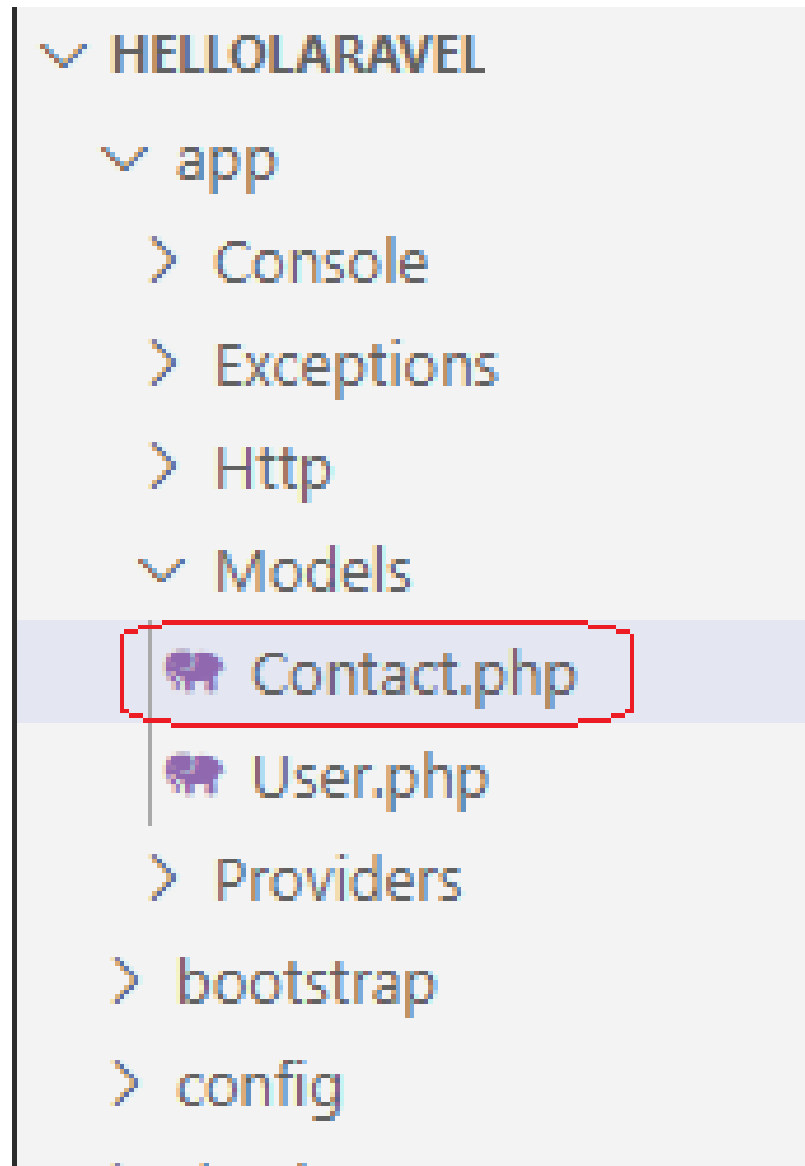 HELLOLARAVEL
app
Console
Exceptions
Http
Models
Contact.php
User.php
Providers
bootstrap
config